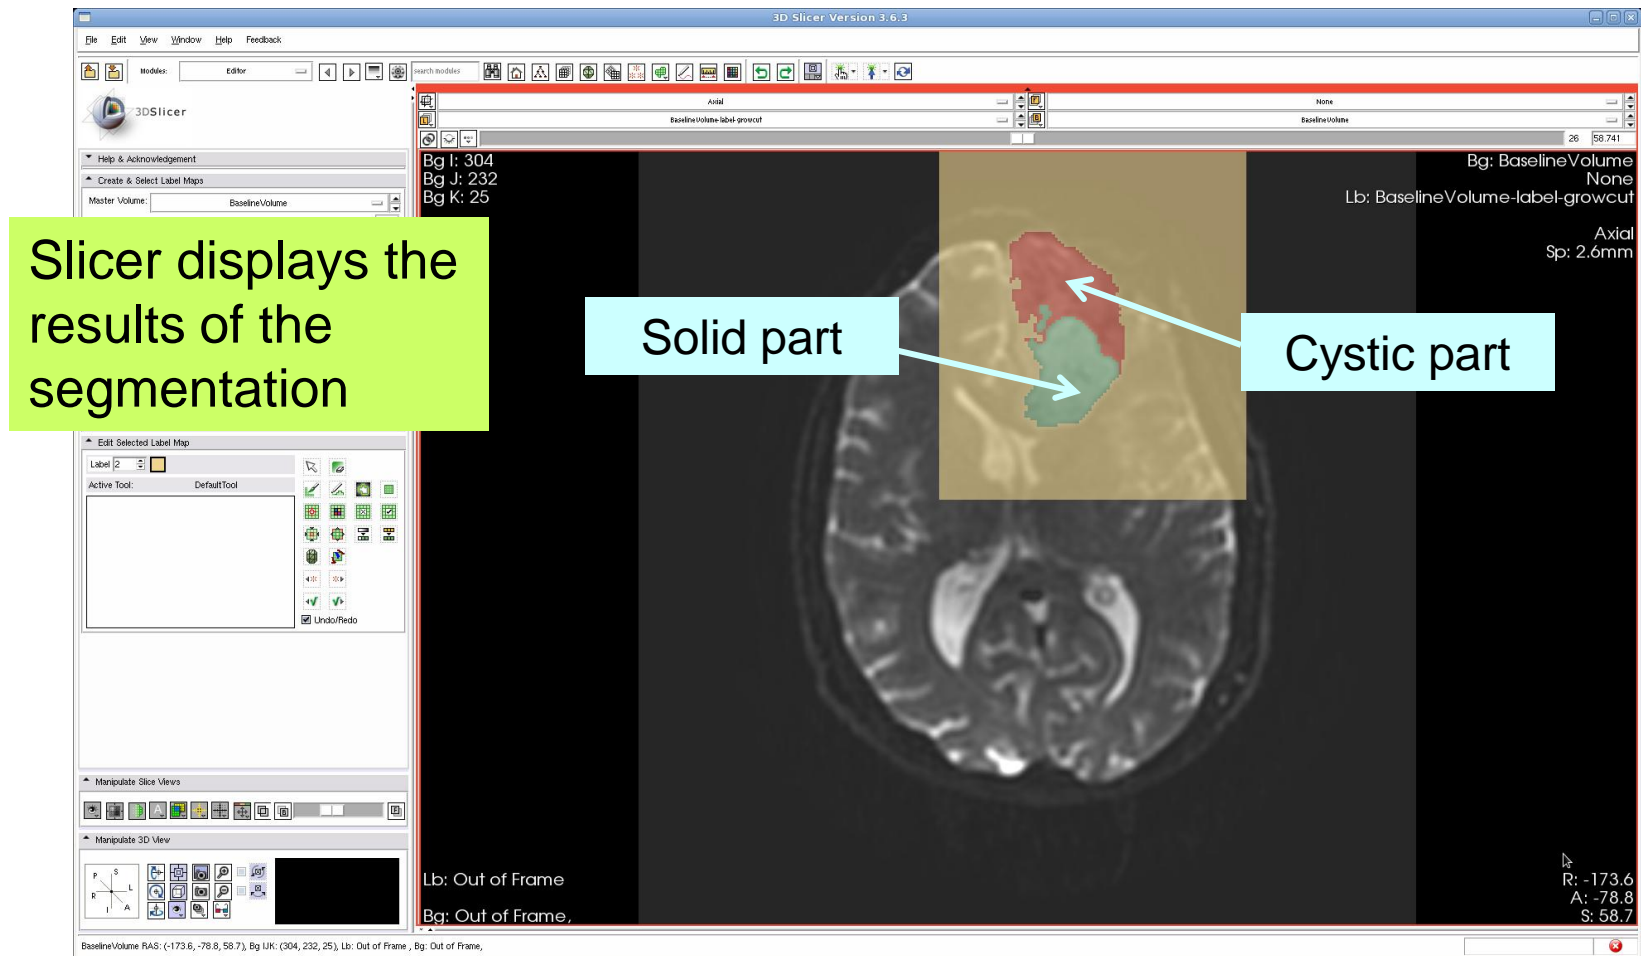 3D Slicer Version 3.6.3
File Edit View Window Help Feedback
Modules: Editor search modules
3DSlicer
Axial None
BaselineVolume-label-growcut BaselineVolume
26 58.741
Help & Acknowledgement
Create & Select Label Maps
Master Volume: BaselineVolume
Bg I: 304
Bg J: 232
Bg K: 25
Bg: BaselineVolume
None
Lb: BaselineVolume-label-growcut
Axial
Sp: 2.6mm
Slicer displays the
results of the
segmentation
Solid part
Cystic part
Edit Selected Label Map
Label 2
Active Tool: DefaultTool
Undo/Redo
Manipulate Slice Views
Manipulate 3D View
P S
R L
I A
Lb: Out of Frame
Bg: Out of Frame,
R: -173.6
A: -78.8
S: 58.7
BaselineVolume RAS: (-173.6, -78.8, 58.7), Bg IJK: (304, 232, 25), Lb: Out of Frame , Bg: Out of Frame,